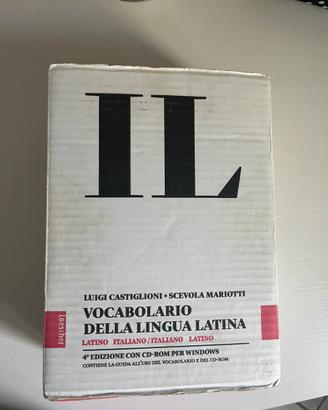 IL
LUIGI CASTIGLIONI • SCEVOLA MARIOTTI
VOCABOLARIO
DELLA LINGUA LATINA
LATINO ITALIANO/ITALIANO LATINO
4ª EDIZIONE CON CD-ROM PER WINDOWS
CONTIENE LA GUIDA ALL'USO DEL VOCABOLARIO E DEL CD-ROM
Loescher